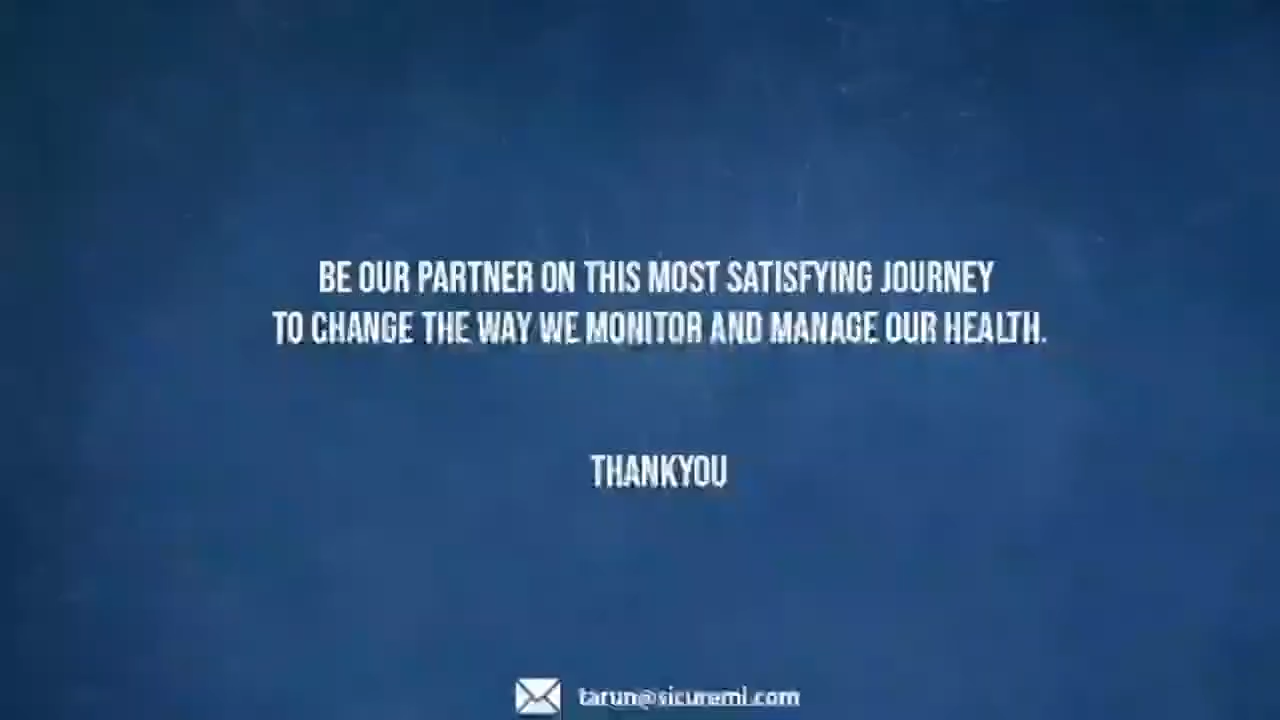 BE OUR PARTNER ON THIS MOST SATISFYING JOURNEY
TO CHANGE THE WAY WE MONITOR AND MANAGE OUR HEALTH.
THANKYOU